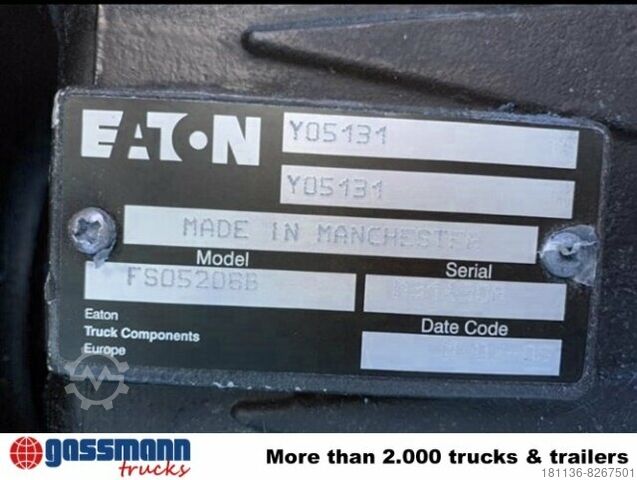 EATON
Y05131
Y05131
MADE IN MANCHESTER
Model
Serial
FS05206B
Eaton
Truck Components
Europe
Date Code
gassmann
trucks
More than 2.000 trucks & trailers
181136-8267501